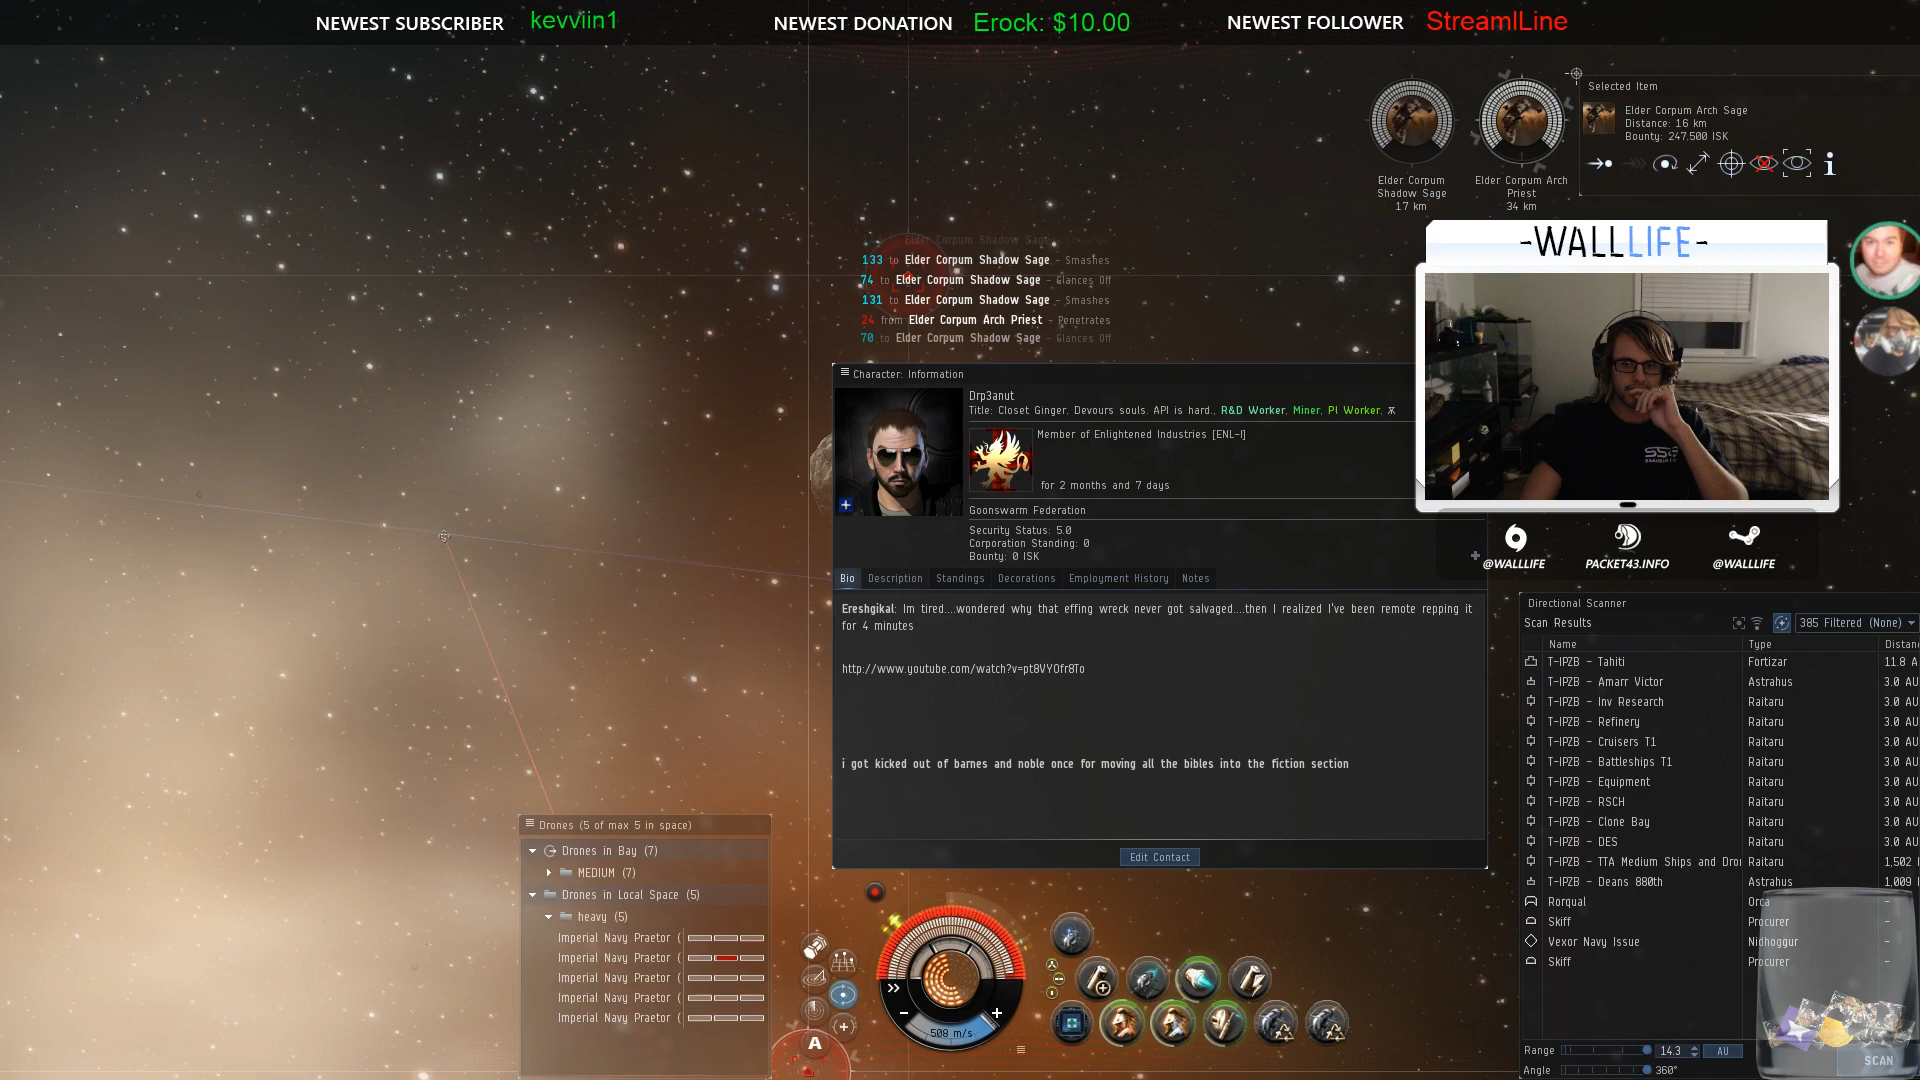 NEWEST SUBSCRIBER kevviin1 NEWEST DONATION Erock: $10.00 NEWEST FOLLOWER StreamlLine
Selected Item
Elder Corpum Arch Sage
Distance: 16 km
Bounty: 247,500 ISK
Elder Corpum Shadow Sage
17 km
Elder Corpum Arch Priest
34 km
-WALLLIFE-
Elder Corpum Shadow Sage
133 to Elder Corpum Shadow Sage - Smashes
74 to Elder Corpum Shadow Sage - Glances Off
131 to Elder Corpum Shadow Sage - Smashes
24 from Elder Corpum Arch Priest - Penetrates
70 to Elder Corpum Shadow Sage - Glances Off
Character: Information
Drp3anut
Title: Closet Ginger, Devours souls. API is hard., R&D Worker, Miner, PI Worker, Ѫ
Member of Enlightened Industries [ENL-I]
for 2 months and 7 days
Goonswarm Federation
Security Status: 5.0
Corporation Standing: 0
Bounty: 0 ISK
Bio Description Standings Decorations Employment History Notes
Ereshgikal: Im tired....wondered why that effing wreck never got salvaged....then I realized I've been remote repping it
for 4 minutes
http://www.youtube.com/watch?v=pt8VYOfr8To
i got kicked out of barnes and noble once for moving all the bibles into the fiction section
Edit Contact
@WALLLIFE PACKET43.INFO @WALLLIFE
Directional Scanner
Scan Results 385 Filtered (None)
Name Type Distan
T-IPZB - Tahiti Fortizar 11.8 A
T-IPZB - Amarr Victor Astrahus 3.0 AU
T-IPZB - Inv Research Raitaru 3.0 AU
T-IPZB - Refinery Raitaru 3.0 AU
T-IPZB - Cruisers T1 Raitaru 3.0 AU
T-IPZB - Battleships T1 Raitaru 3.0 AU
T-IPZB - Equipment Raitaru 3.0 AU
T-IPZB - RSCH Raitaru 3.0 AU
T-IPZB - Clone Bay Raitaru 3.0 AU
T-IPZB - DES Raitaru 3.0 AU
T-IPZB - TTA Medium Ships and Dro Raitaru 1,502
T-IPZB - Deans 880th Astrahus 1,009
Rorqual Orca -
Skiff Procurer -
Vexor Navy Issue Nidhoggur -
Skiff Procurer -
Range 14.3 AU
Angle 360°
SCAN
Drones (5 of max 5 in space)
Drones in Bay (7)
MEDIUM (7)
Drones in Local Space (5)
heavy (5)
Imperial Navy Praetor (
Imperial Navy Praetor (
Imperial Navy Praetor (
Imperial Navy Praetor (
Imperial Navy Praetor (
508 m/s
A